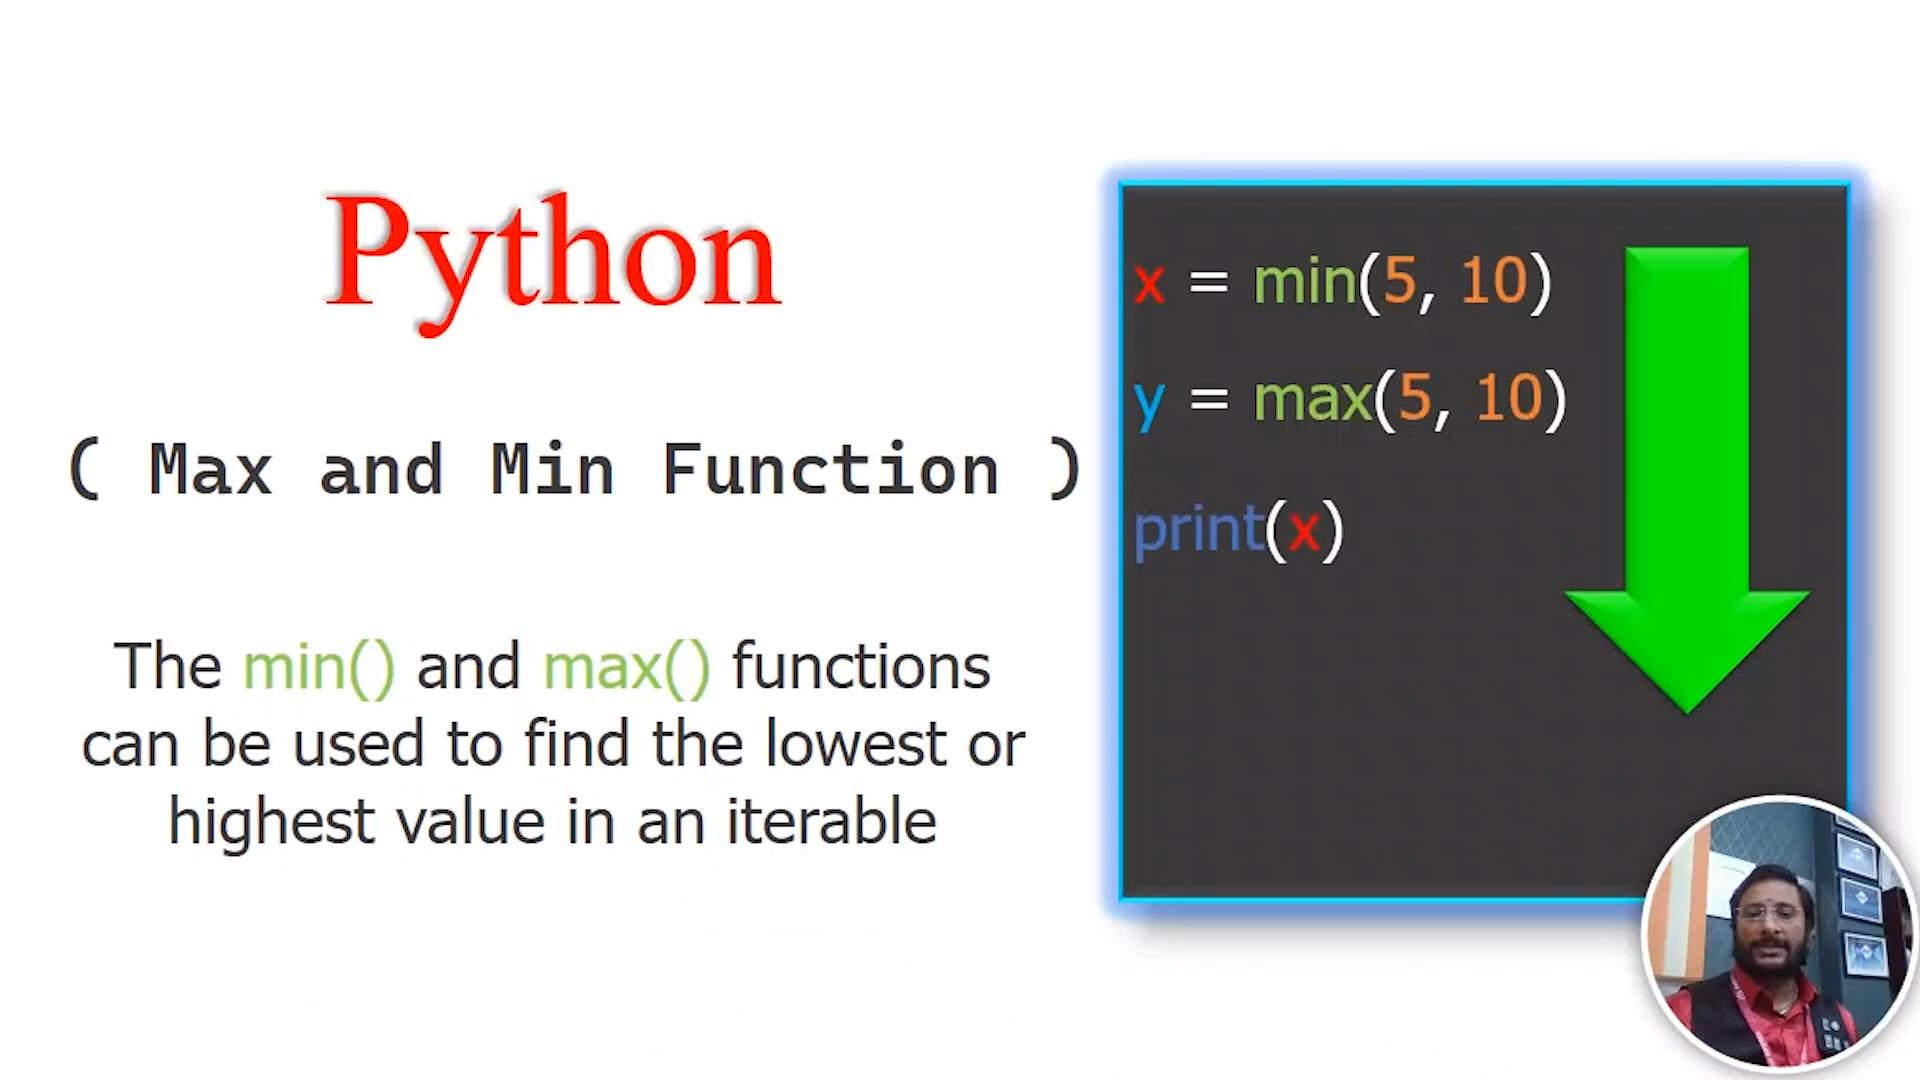 Python
( Max and Min Function )
The min() and max() functions
can be used to find the lowest or
highest value in an iterable
x = min(5, 10)
y = max(5, 10)
print(x)